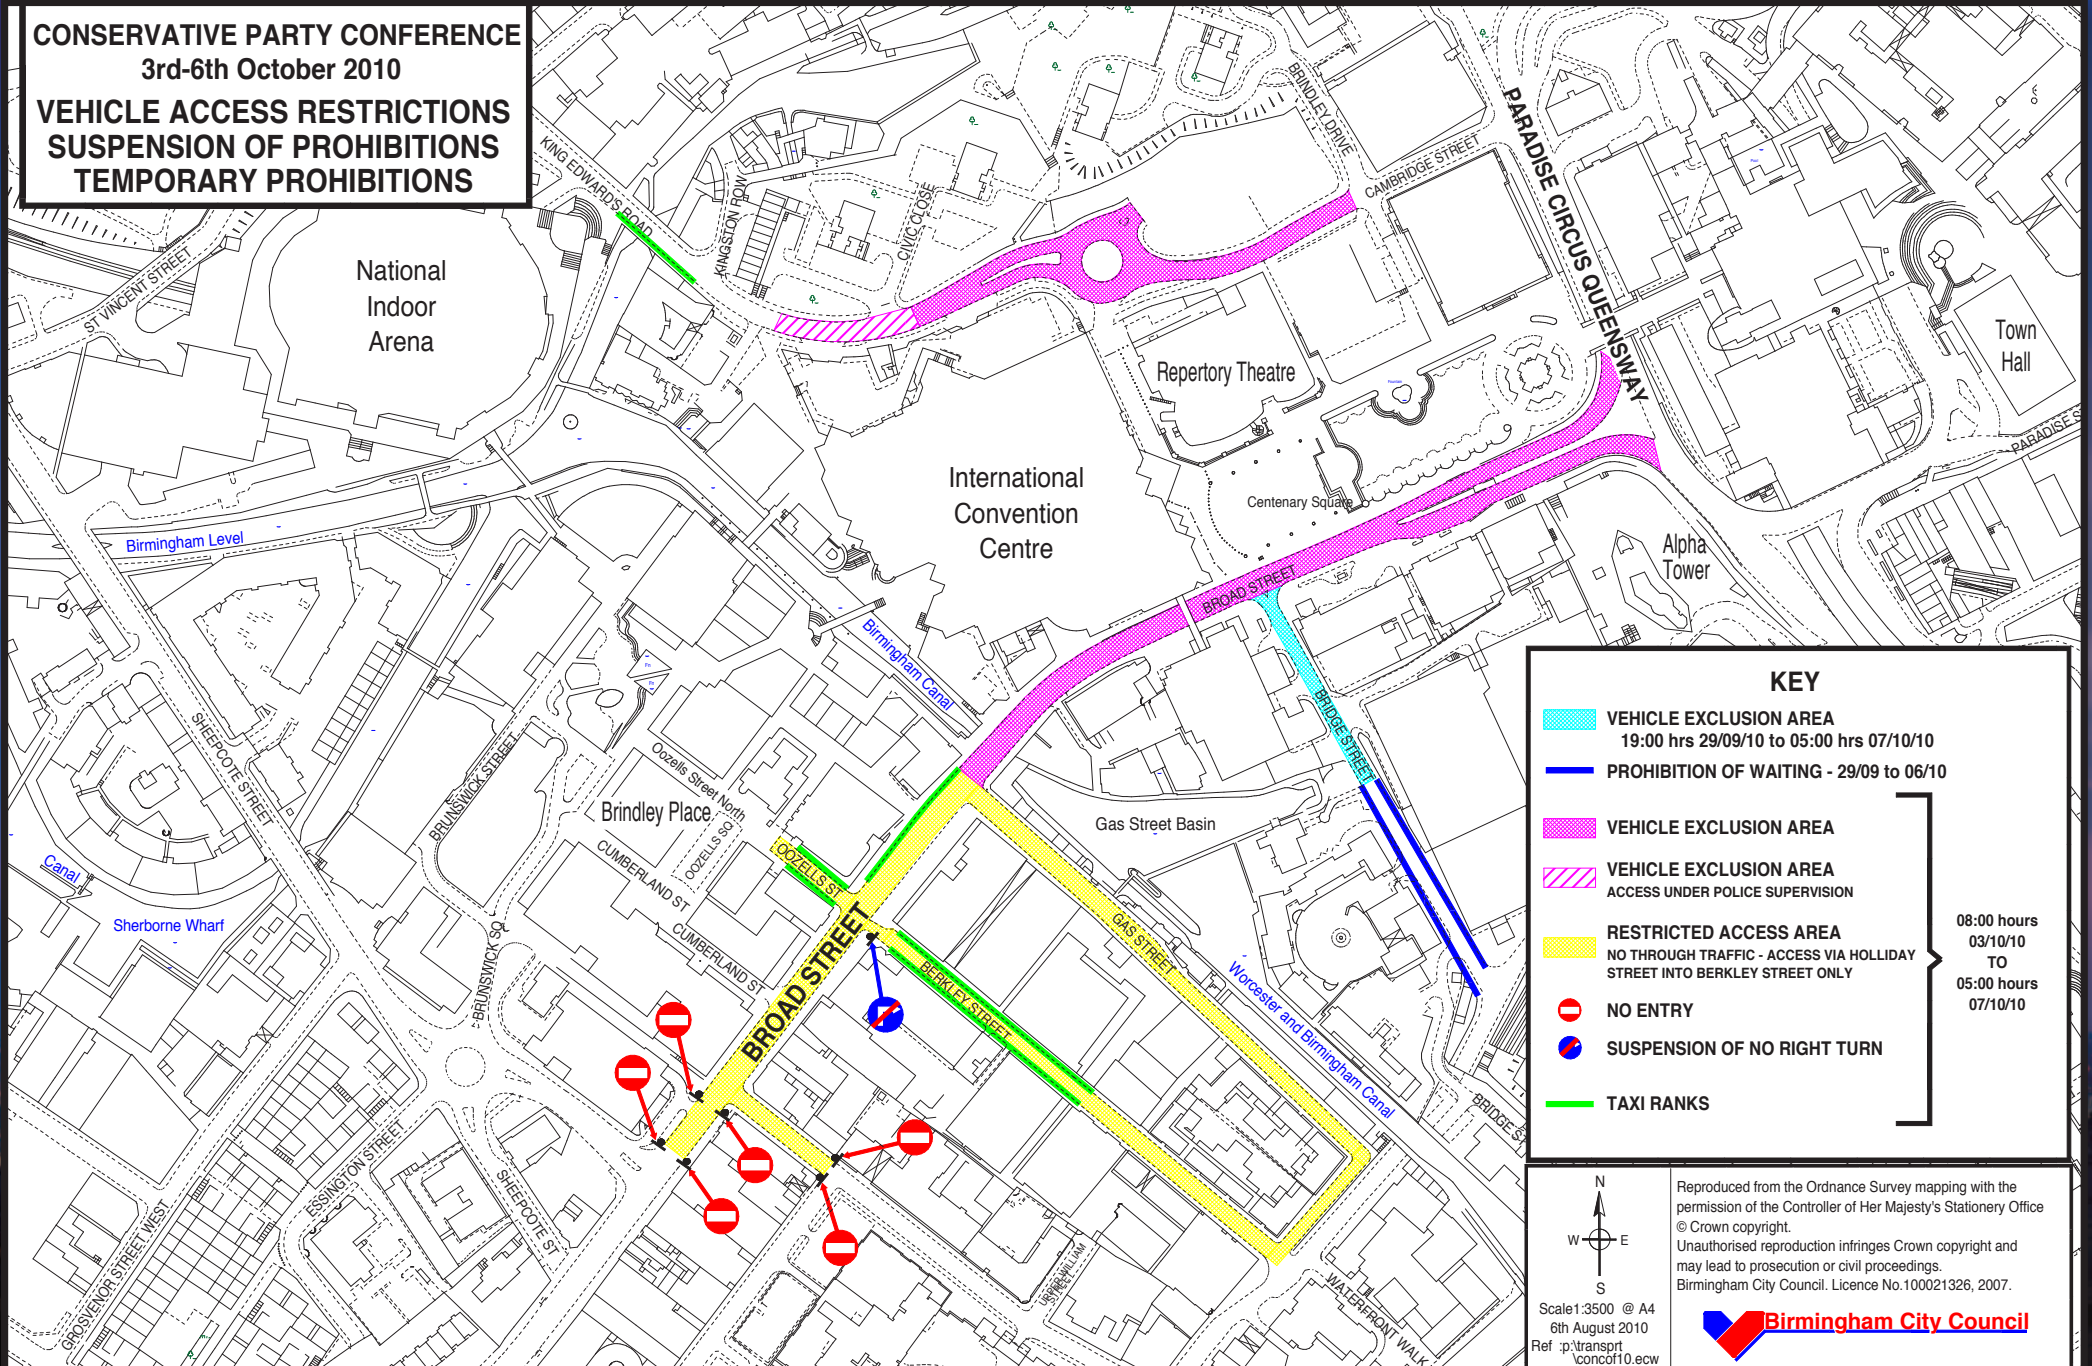 CONSERVATIVE PARTY CONFERENCE
3rd-6th October 2010
VEHICLE ACCESS RESTRICTIONS
SUSPENSION OF PROHIBITIONS
TEMPORARY PROHIBITIONS
KING EDWARDS ROAD
KINGSTON ROW
CIVIC CLOSE
BRINDLEY DRIVE
CAMBRIDGE STREET
PARADISE CIRCUS QUEENSWAY
ST VINCENT STREET
National
Indoor
Arena
Repertory Theatre
Fountain
Town
Hall
PARADISE S
International
Convention
Centre
Centenary Square
Alpha
Tower
Birmingham Level
BROAD STREET
Birmingham Canal
BRIDGE STREET
SHEEPCOTE STREET
BRUNSWICK STREET
Oozells Street North
Brindley Place
OOZELLS SQ
OOZELLS ST
CUMBERLAND ST
CUMBERLAND ST
Gas Street Basin
Canal
Sherborne Wharf
BRUNSWICK SQ
BROAD STREET
GAS STREET
BERKLEY STREET
Worcester and Birmingham Canal
BRIDGE S
ESSINGTON STREET
SHEEPCOTE ST
GROSVENOR STREET WEST
UPPER WILLIAM
STREET
WATERFRONT WALK
KEY
VEHICLE EXCLUSION AREA
19:00 hrs 29/09/10 to 05:00 hrs 07/10/10
PROHIBITION OF WAITING - 29/09 to 06/10
VEHICLE EXCLUSION AREA
VEHICLE EXCLUSION AREA
ACCESS UNDER POLICE SUPERVISION
RESTRICTED ACCESS AREA
NO THROUGH TRAFFIC - ACCESS VIA HOLLIDAY
STREET INTO BERKLEY STREET ONLY
NO ENTRY
SUSPENSION OF NO RIGHT TURN
TAXI RANKS
08:00 hours
03/10/10
TO
05:00 hours
07/10/10
N
W E
S
Scale1:3500 @ A4
6th August 2010
Ref :p:\transprt
\concof10.ecw
Reproduced from the Ordnance Survey mapping with the
permission of the Controller of Her Majesty's Stationery Office
© Crown copyright.
Unauthorised reproduction infringes Crown copyright and
may lead to prosecution or civil proceedings.
Birmingham City Council. Licence No.100021326, 2007.
Birmingham City Council